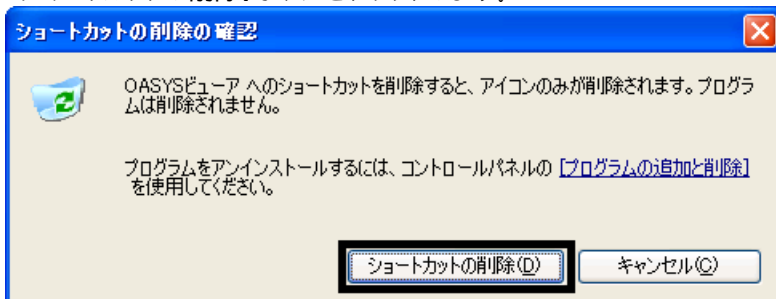 ショートカットの削除の確認
OASYSビューア へのショートカットを削除すると、アイコンのみが削除されます。プログラ
ムは削除されません。
プログラムをアンインストールするには、コントロールパネルの [プログラムの追加と削除]
を使用してください。
ショートカットの削除(D) キャンセル(C)